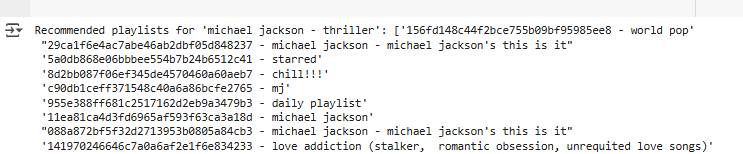 Recommended playlists for 'michael jackson - thriller': ['156fd148c44f2bce755b09bf95985ee8 - world pop'
"29ca1f6e4ac7abe46ab2dbf05d848237 - michael jackson - michael jackson's this is it"
'5a0db868e06bbbee554b7b24b6512c41 - starred'
'8d2bb087f06ef345de4570460a60aeb7 - chill!!!'
'c90db1ceff371548c40a6a86bcfe2765 - mj'
'955e388ff681c2517162d2eb9a3479b3 - daily playlist'
'11ea81ca4d3fd6965af593f63ca3a18d - michael jackson'
"088a872bf5f32d2713953b0805a84cb3 - michael jackson - michael jackson's this is it"
'141970246646c7a0a6af2e1f6e834233 - love addiction (stalker,  romantic obsession, unrequited love songs)'